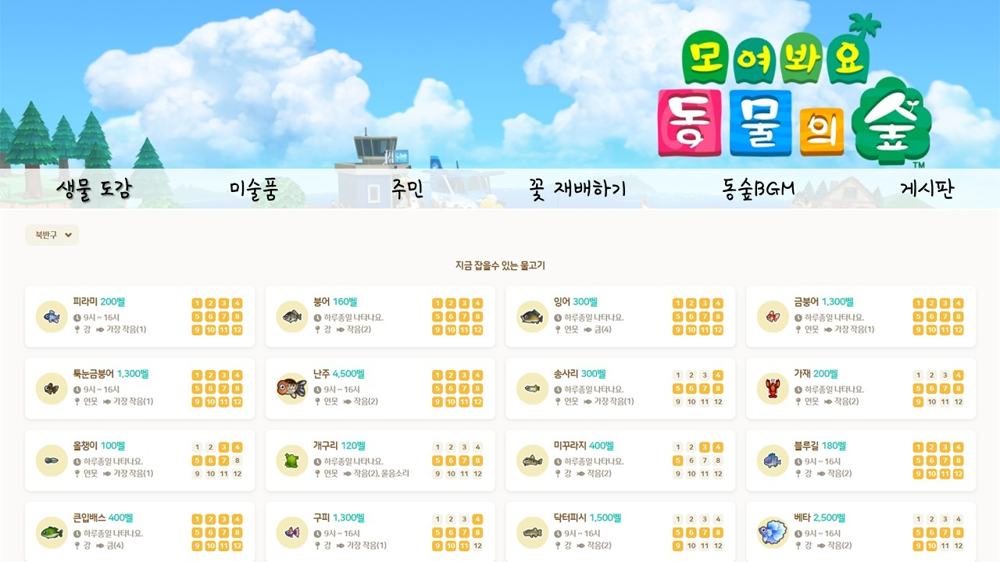 모여봐요
동물의숲
TM
생물 도감 미술품 주민 꽃 재배하기 동숲BGM 게시판
북반구
지금 잡을수 있는 물고기
피라미 200벨
9시 ~ 16시
강 가장 작음(1)
1 2 3 4
5 6 7 8
9 10 11 12
붕어 160벨
하루종일 나타나요.
강 작음(2)
1 2 3 4
5 6 7 8
9 10 11 12
잉어 300벨
하루종일 나타나요.
연못 큼(4)
1 2 3 4
5 6 7 8
9 10 11 12
금붕어 1,300벨
하루종일 나타나요.
연못 가장 작음(1)
1 2 3 4
5 6 7 8
9 10 11 12
툭눈금붕어 1,300벨
9시 ~ 16시
연못 가장 작음(1)
1 2 3 4
5 6 7 8
9 10 11 12
난주 4,500벨
9시 ~ 16시
연못 작음(2)
1 2 3 4
5 6 7 8
9 10 11 12
송사리 300벨
하루종일 나타나요.
연못 가장 작음(1)
1 2 3 4
5 6 7 8
9 10 11 12
가재 200벨
하루종일 나타나요.
연못 작음(2)
1 2 3 4
5 6 7 8
9 10 11 12
올챙이 100벨
하루종일 나타나요.
연못 가장 작음(1)
1 2 3 4
5 6 7 8
9 10 11 12
개구리 120벨
하루종일 나타나요.
연못 작음(2), 울음소리
1 2 3 4
5 6 7 8
9 10 11 12
미꾸라지 400벨
하루종일 나타나요.
강 작음(2)
1 2 3 4
5 6 7 8
9 10 11 12
블루길 180벨
9시 ~ 16시
강 작음(2)
1 2 3 4
5 6 7 8
9 10 11 12
큰입배스 400벨
하루종일 나타나요.
강 큼(4)
1 2 3 4
5 6 7 8
9 10 11 12
구피 1,300벨
9시 ~ 16시
강 가장 작음(1)
1 2 3 4
5 6 7 8
9 10 11 12
닥터피시 1,500벨
9시 ~ 16시
강 작음(2)
1 2 3 4
5 6 7 8
9 10 11 12
베타 2,500벨
9시 ~ 16시
강 작음(2)
1 2 3 4
5 6 7 8
9 10 11 12